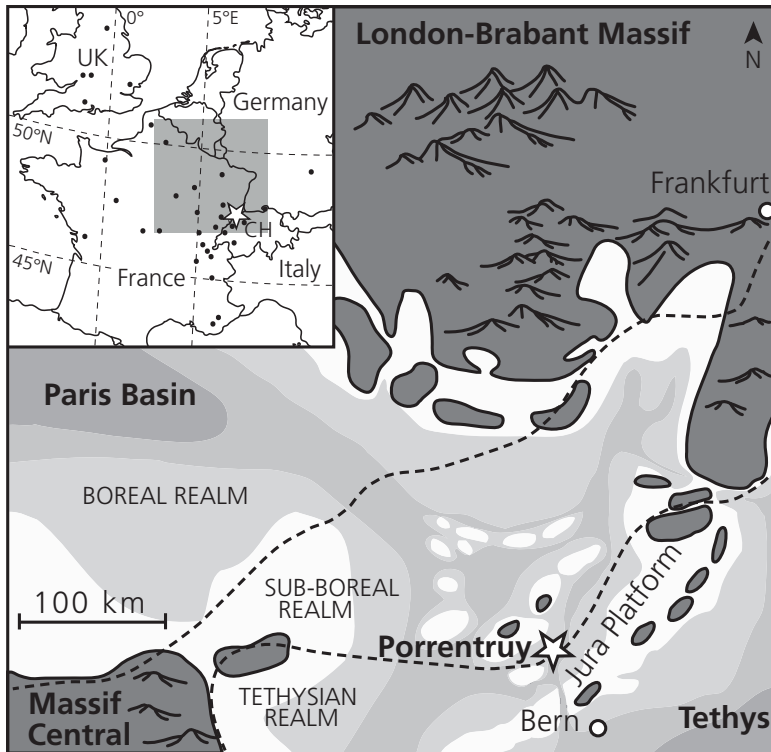 0°
5°E
UK
Germany
50°N
CH
45°N
France
Italy
London-Brabant Massif
N
Frankfurt
Paris Basin
BOREAL REALM
100 km
SUB-BOREAL
REALM
Porrentruy
Jura Platform
TETHYSIAN
REALM
Massif
Central
Bern
Tethys